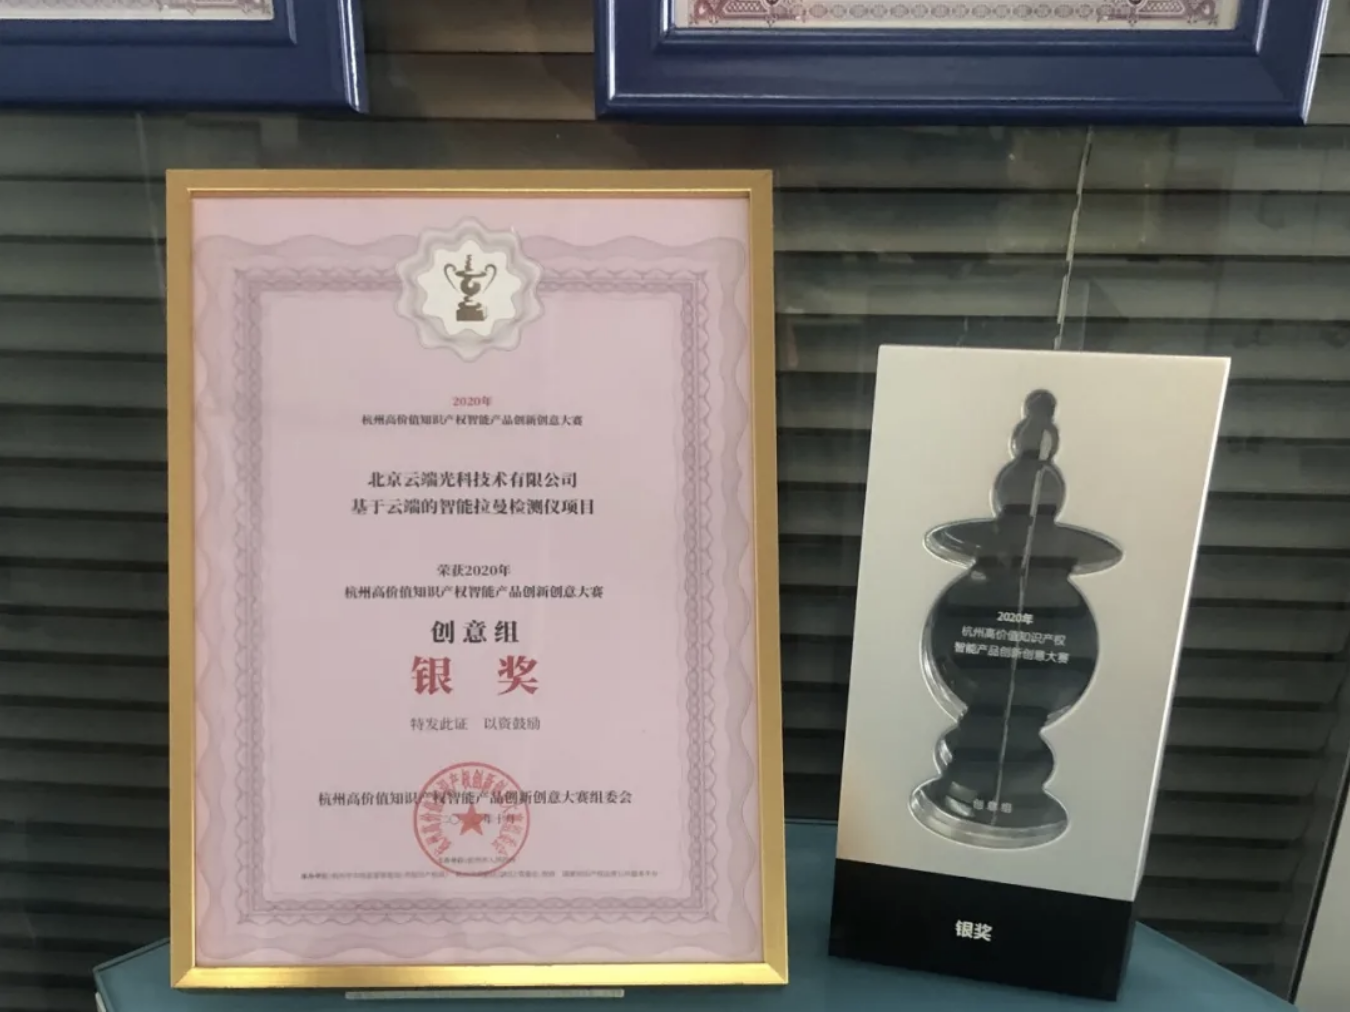 2020年
杭州高价值知识产权智能产品创新创意大赛
北京云端光科技术有限公司
基于云端的智能拉曼检测仪项目
荣获2020年
杭州高价值知识产权智能产品创新创意大赛
创意组
银 奖
特发此证 以资鼓励
杭州高价值知识产权智能产品创新创意大赛组委会
2020年
杭州高价值知识产权
智能产品创新创意大赛
创意组
银奖